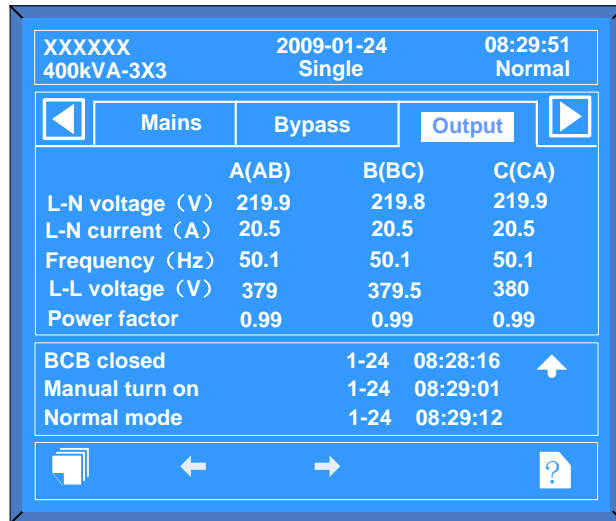 XXXXXX 2009-01-24 08:29:51
400kVA-3X3 Single Normal
Mains Bypass Output
A(AB) B(BC) C(CA)
L-N voltage（V） 219.9 219.8 219.9
L-N current（A） 20.5 20.5 20.5
Frequency（Hz） 50.1 50.1 50.1
L-L voltage（V） 379 379.5 380
Power factor 0.99 0.99 0.99
BCB closed 1-24 08:28:16
Manual turn on 1-24 08:29:01
Normal mode 1-24 08:29:12
?